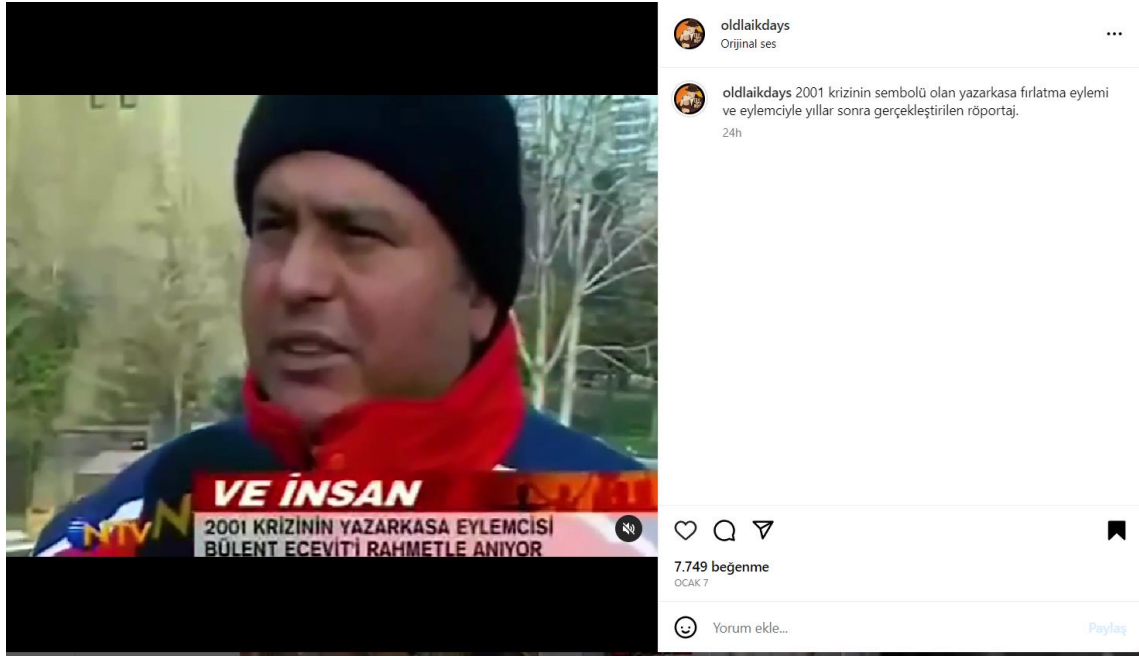 oldlaikdays
Orijinal ses
oldlaikdays 2001 krizinin sembolü olan yazarkasa fırlatma eylemi
ve eylemciyle yıllar sonra gerçekleştirilen röportaj.
24h
VE İNSAN
NTV
2001 KRİZİNİN YAZARKASA EYLEMCİSİ
BÜLENT ECEVİT'İ RAHMETLE ANIYOR
7.749 beğenme
OCAK 7
Yorum ekle...
Paylaş